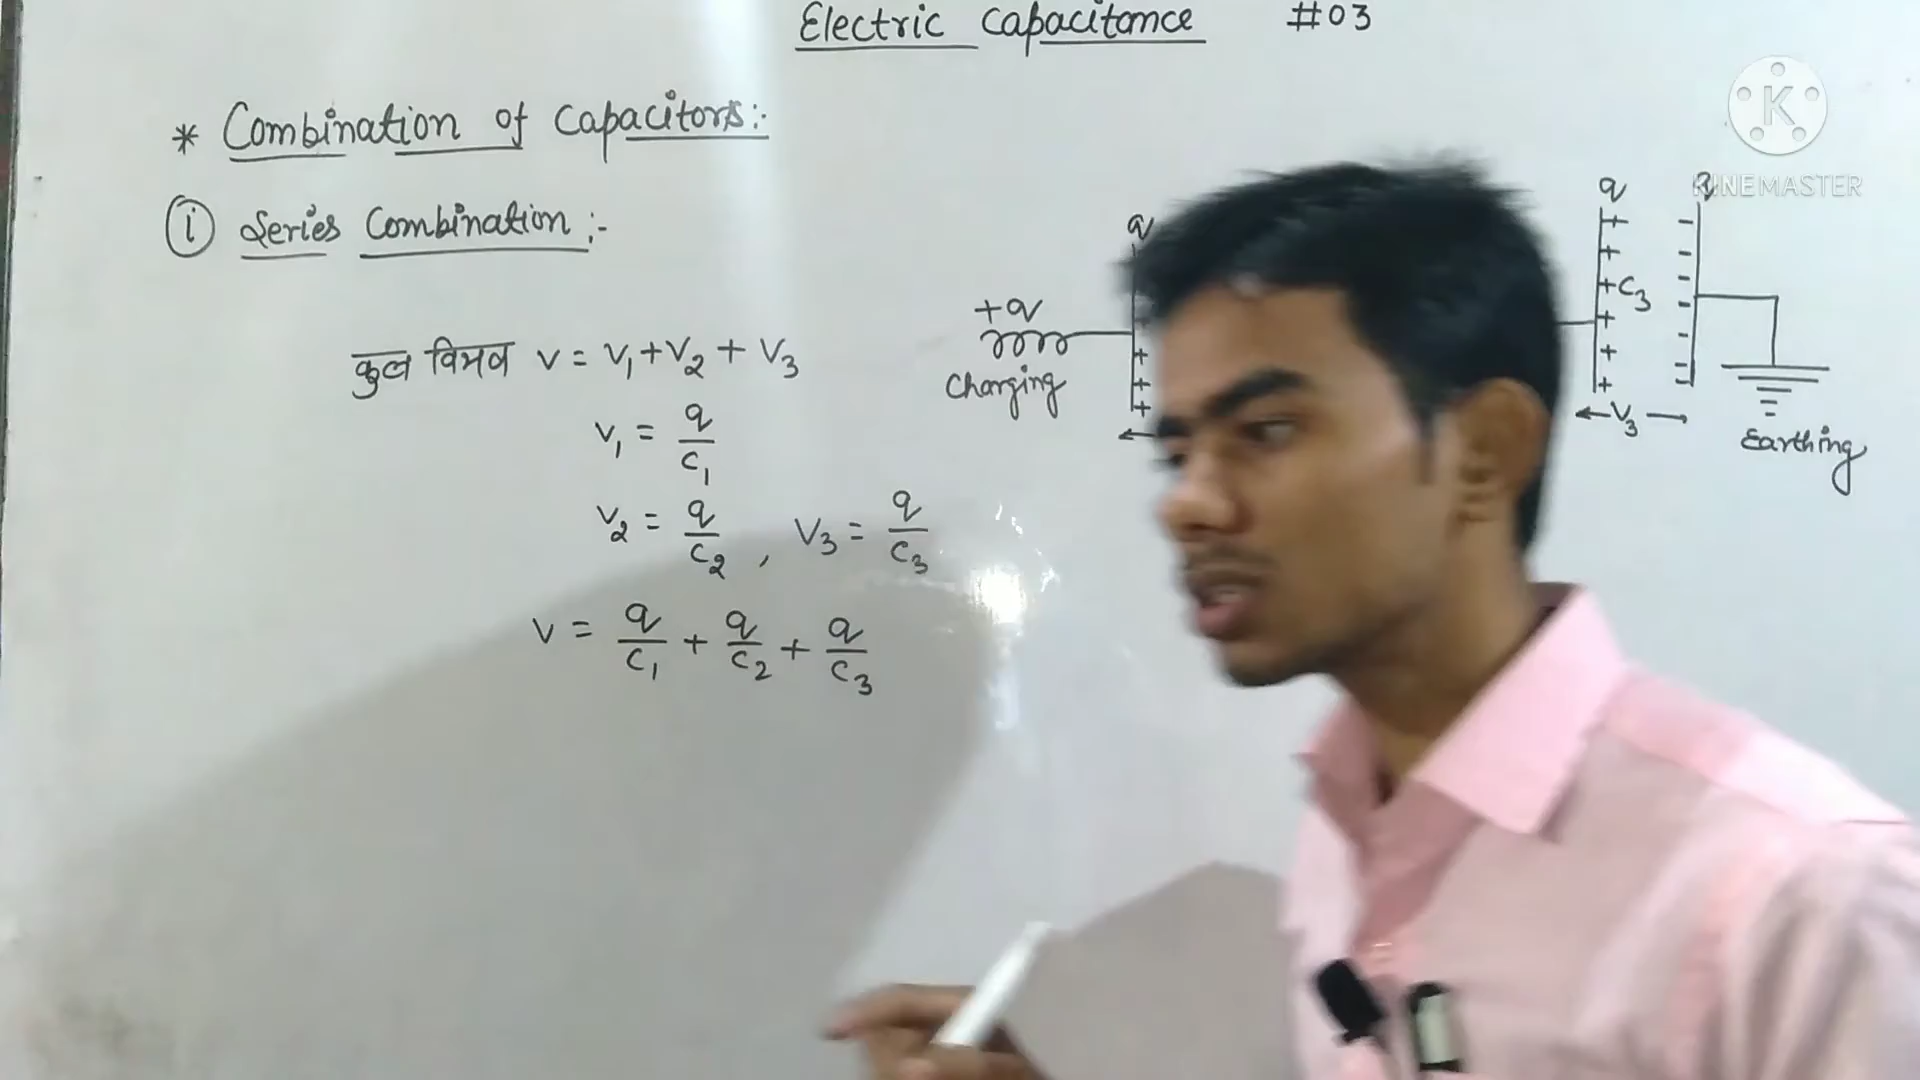 Electric Capacitance #03
* Combination of Capacitors:-
(i) Series Combination :-
कुल विभव V = V₁ + V₂ + V₃
V₁ = q/C₁
V₂ = q/C₂ , V₃ = q/C₃
V = q/C₁ + q/C₂ + q/C₃
q
+q
Charging
+
+
+
q
+
+
+ C₃
+
+
+
-
-
-
-
-
-
←V₃→
Earthing
K
KINEMASTER